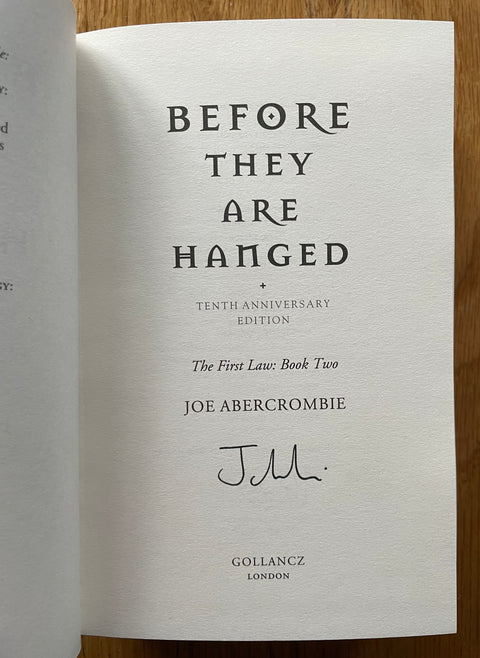 BEFORE
THEY
ARE
HANGED
TENTH ANNIVERSARY
EDITION
The First Law: Book Two
JOE ABERCROMBIE
GOLLANCZ
LONDON